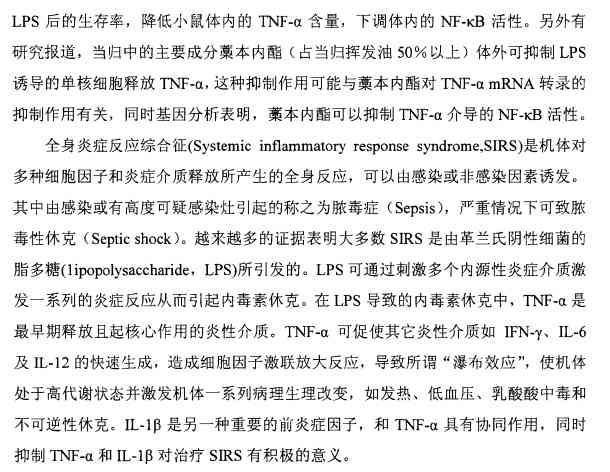 LPS 后的生存率，降低小鼠体内的 TNF-α 含量，下调体内的 NF-κB 活性。另外有
研究报道，当归中的主要成分藁本内酯（占当归挥发油 50%以上）体外可抑制 LPS
诱导的单核细胞释放 TNF-α，这种抑制作用可能与藁本内酯对 TNF-α mRNA 转录的
抑制作用有关，同时基因分析表明，藁本内酯可以抑制 TNF-α 介导的 NF-κB 活性。
全身炎症反应综合征(Systemic inflammatory response syndrome,SIRS)是机体对
多种细胞因子和炎症介质释放所产生的全身反应，可以由感染或非感染因素诱发。
其中由感染或有高度可疑感染灶引起的称之为脓毒症（Sepsis），严重情况下可致脓
毒性休克（Septic shock）。越来越多的证据表明大多数 SIRS 是由革兰氏阴性细菌的
脂多糖(1ipopolysaccharide，LPS)所引发的。LPS 可通过刺激多个内源性炎症介质激
发一系列的炎症反应从而引起内毒素休克。在 LPS 导致的内毒素休克中，TNF-α 是
最早期释放且起核心作用的炎性介质。TNF-α 可促使其它炎性介质如 IFN-γ、IL-6
及 IL-12 的快速生成，造成细胞因子激联放大反应，导致所谓“瀑布效应”，使机体
处于高代谢状态并激发机体一系列病理生理改变，如发热、低血压、乳酸酸中毒和
不可逆性休克。IL-1β 是另一种重要的前炎症因子，和 TNF-α 具有协同作用，同时
抑制 TNF-α 和 IL-1β 对治疗 SIRS 有积极的意义。